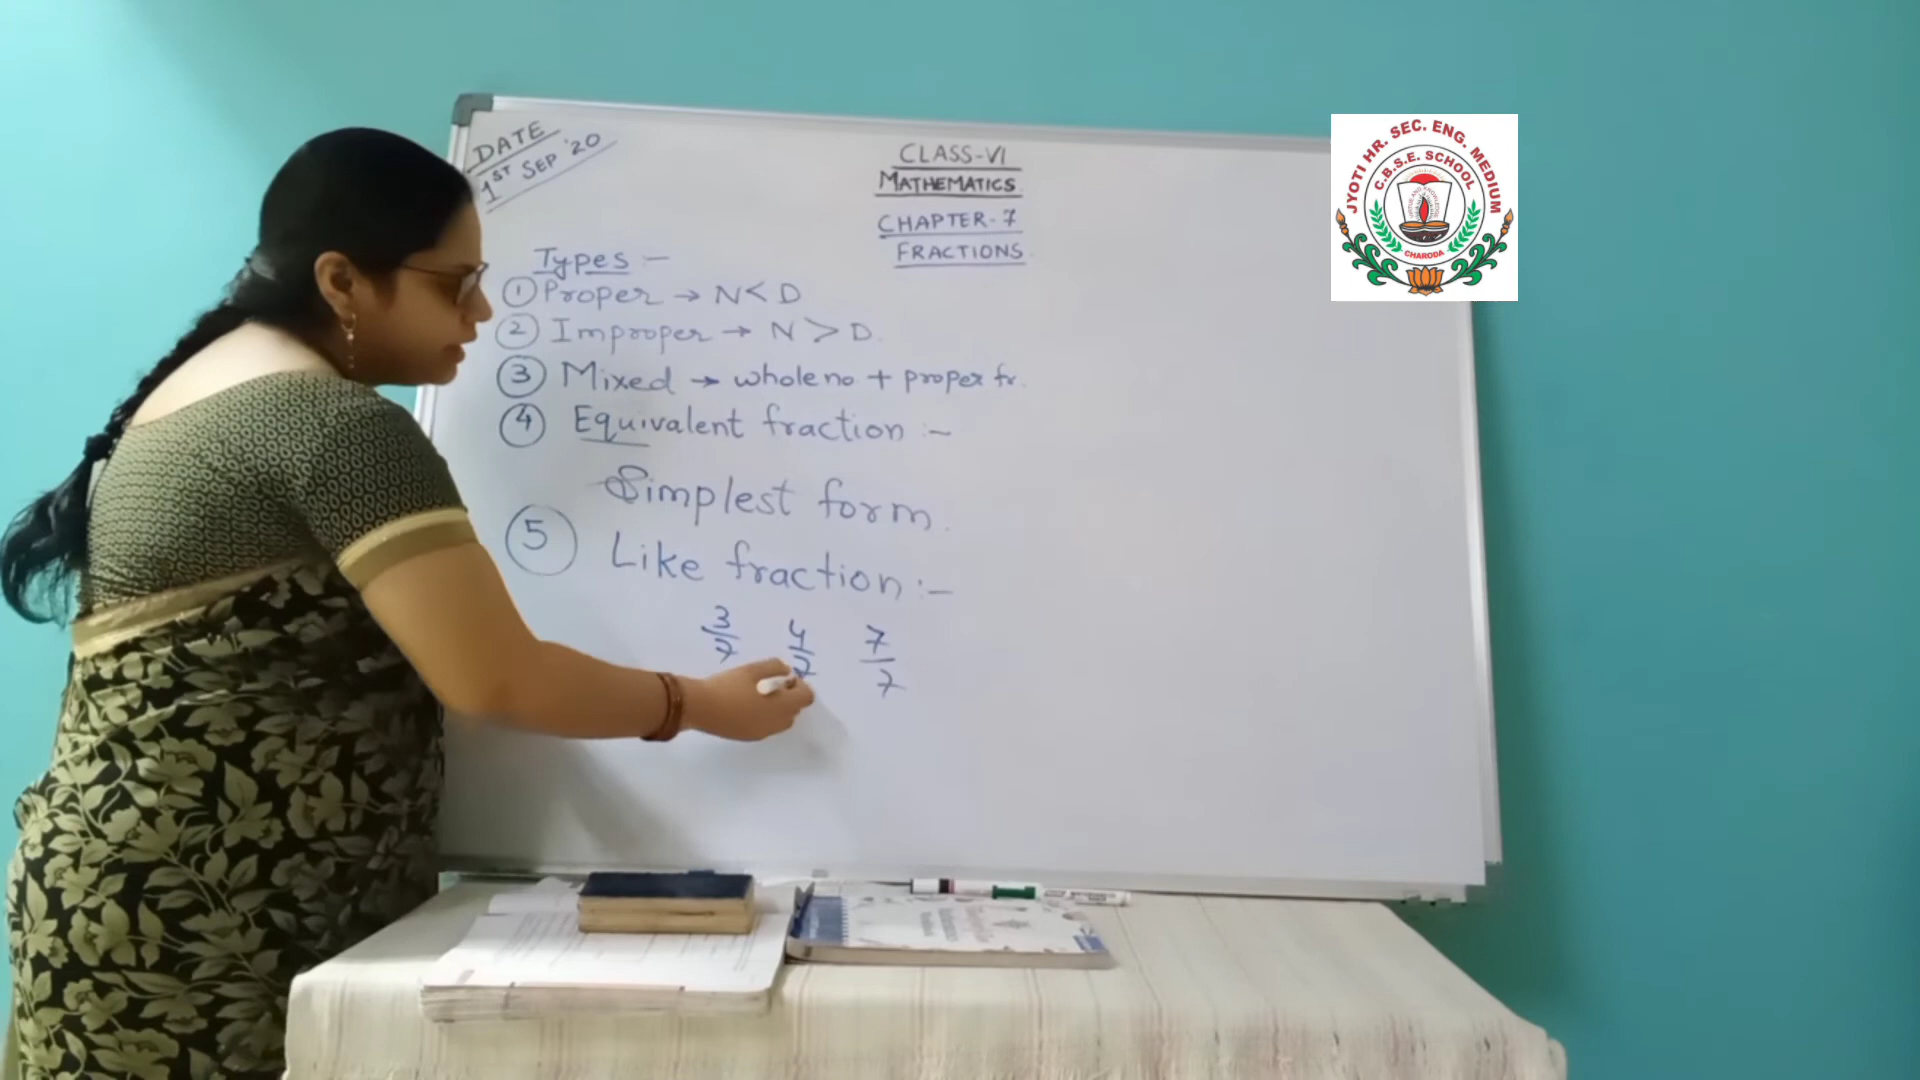 DATE
1ST SEP '20
CLASS-VI
MATHEMATICS
CHAPTER-7
FRACTIONS
Types :-
① Proper → N < D
② Improper → N > D.
③ Mixed → whole no + proper fr.
④ Equivalent fraction :-
Simplest form.
⑤ Like fraction :-
3/7 4/7 7/7
JYOTI HR. SEC. ENG. MEDIUM
C.B.S.E. SCHOOL
CHARODA